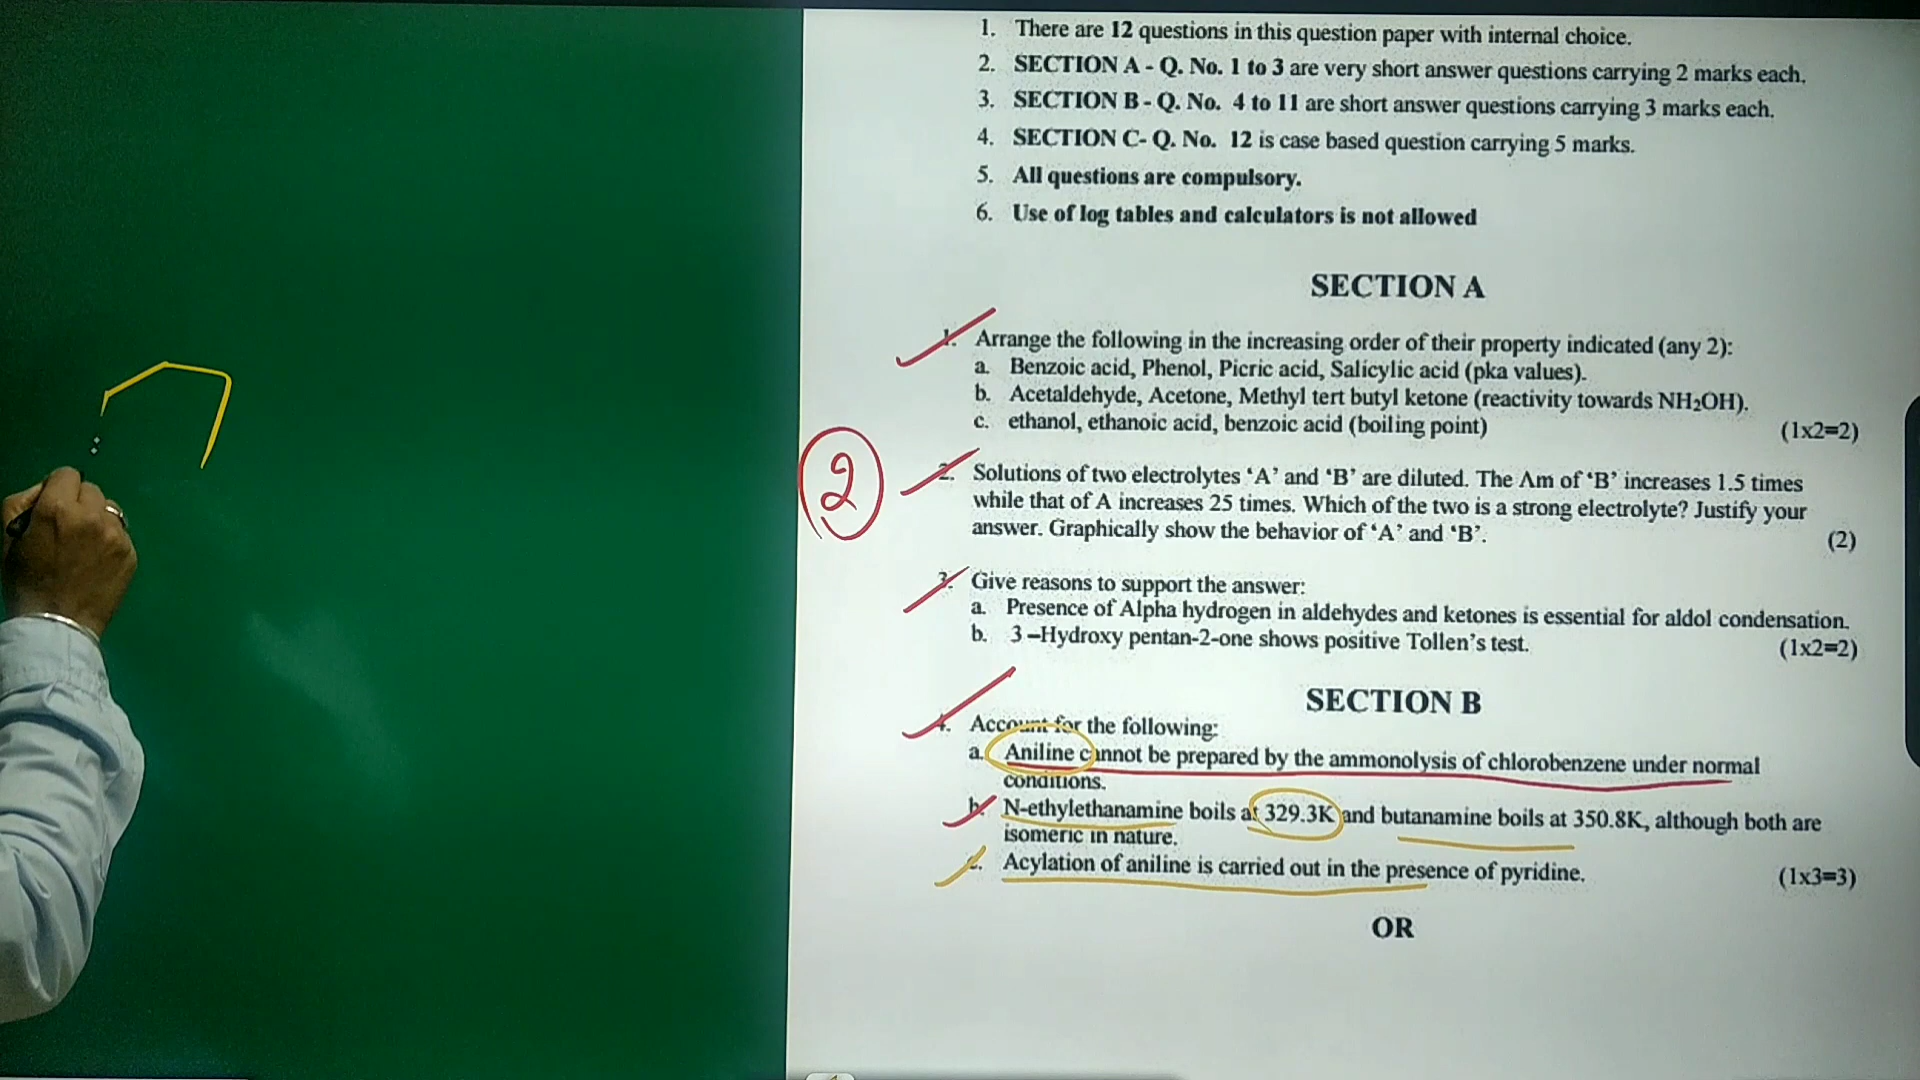 1. There are 12 questions in this question paper with internal choice.
2. SECTION A - Q. No. 1 to 3 are very short answer questions carrying 2 marks each.
3. SECTION B - Q. No. 4 to 11 are short answer questions carrying 3 marks each.
4. SECTION C- Q. No. 12 is case based question carrying 5 marks.
5. All questions are compulsory.
6. Use of log tables and calculators is not allowed
SECTION A
1. Arrange the following in the increasing order of their property indicated (any 2):
a. Benzoic acid, Phenol, Picric acid, Salicylic acid (pka values).
b. Acetaldehyde, Acetone, Methyl tert butyl ketone (reactivity towards NH₂OH).
c. ethanol, ethanoic acid, benzoic acid (boiling point) (1x2=2)
2
2. Solutions of two electrolytes ‘A’ and ‘B’ are diluted. The Λm of ‘B’ increases 1.5 times
while that of A increases 25 times. Which of the two is a strong electrolyte? Justify your
answer. Graphically show the behavior of ‘A’ and ‘B’. (2)
3. Give reasons to support the answer:
a. Presence of Alpha hydrogen in aldehydes and ketones is essential for aldol condensation.
b. 3 –Hydroxy pentan-2-one shows positive Tollen’s test. (1x2=2)
SECTION B
4. Account for the following:
a. Aniline cannot be prepared by the ammonolysis of chlorobenzene under normal
conditions.
b. N-ethylethanamine boils at 329.3K and butanamine boils at 350.8K, although both are
isomeric in nature.
c. Acylation of aniline is carried out in the presence of pyridine. (1x3=3)
OR